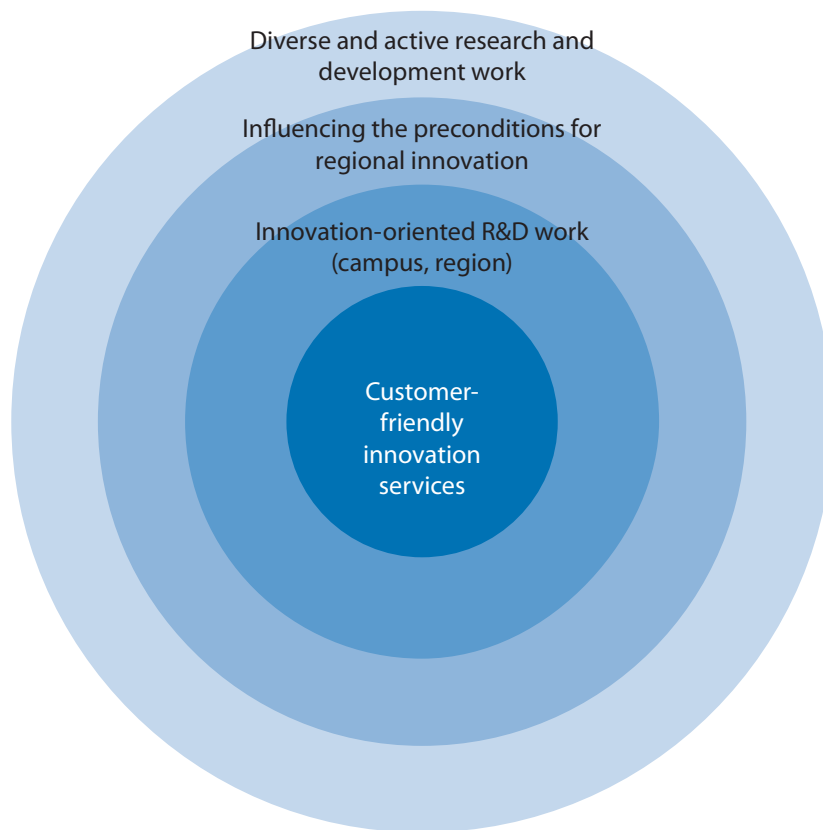 Diverse and active research and
development work
Influencing the preconditions for
regional innovation
Innovation-oriented R&D work
(campus, region)
Customer-
friendly
innovation
services